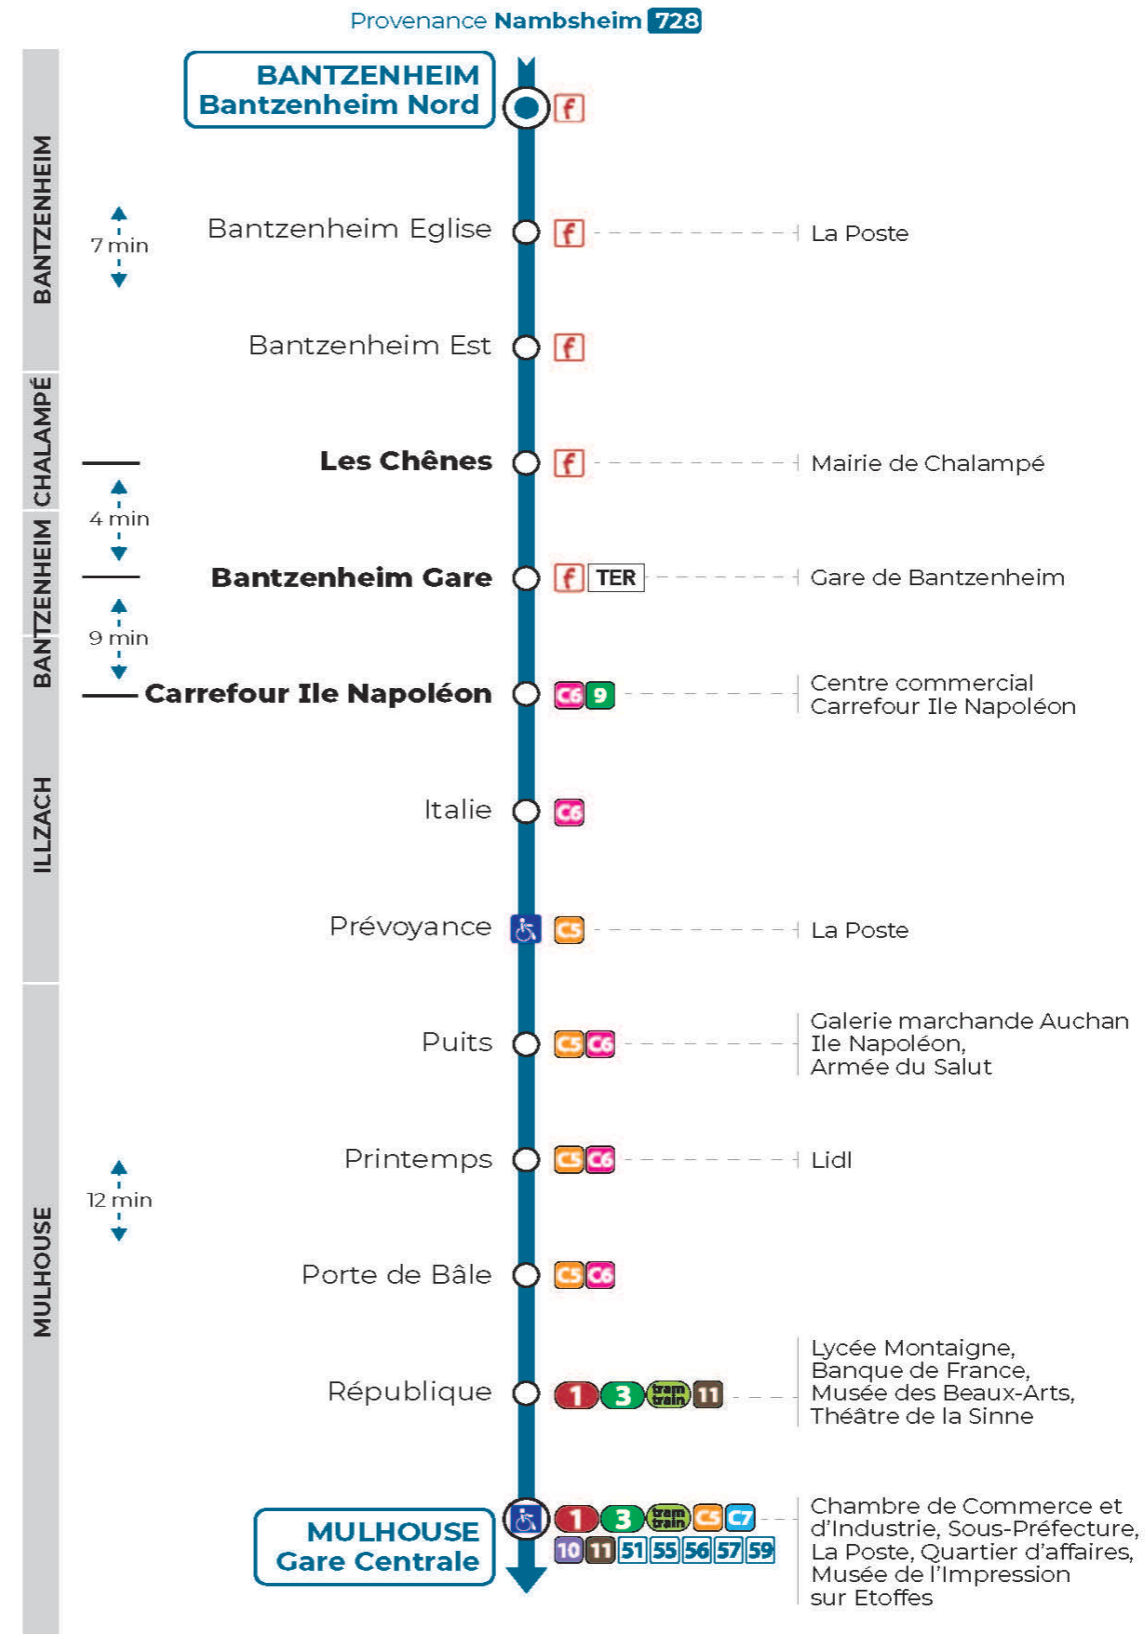 Provenance Nambsheim 728
BANTZENHEIM
Bantzenheim Nord
f
BANTZENHEIM
7 min
Bantzenheim Eglise
f
La Poste
Bantzenheim Est
f
CHALAMPÉ
Les Chênes
f
Mairie de Chalampé
4 min
BANTZENHEIM
Bantzenheim Gare
f TER
Gare de Bantzenheim
9 min
Carrefour Ile Napoléon
C6 9
Centre commercial
Carrefour Ile Napoléon
ILLZACH
Italie
C6
Prévoyance
C5
La Poste
Puits
C5 C6
Galerie marchande Auchan
Ile Napoléon,
Armée du Salut
MULHOUSE
Printemps
C5 C6
Lidl
12 min
Porte de Bâle
C5 C6
République
1 3 tram train 11
Lycée Montaigne,
Banque de France,
Musée des Beaux-Arts,
Théâtre de la Sinne
MULHOUSE
Gare Centrale
1 3 tram train C5 C7
10 11 51 55 56 57 59
Chambre de Commerce et
d'Industrie, Sous-Préfecture,
La Poste, Quartier d'affaires,
Musée de l'Impression
sur Etoffes